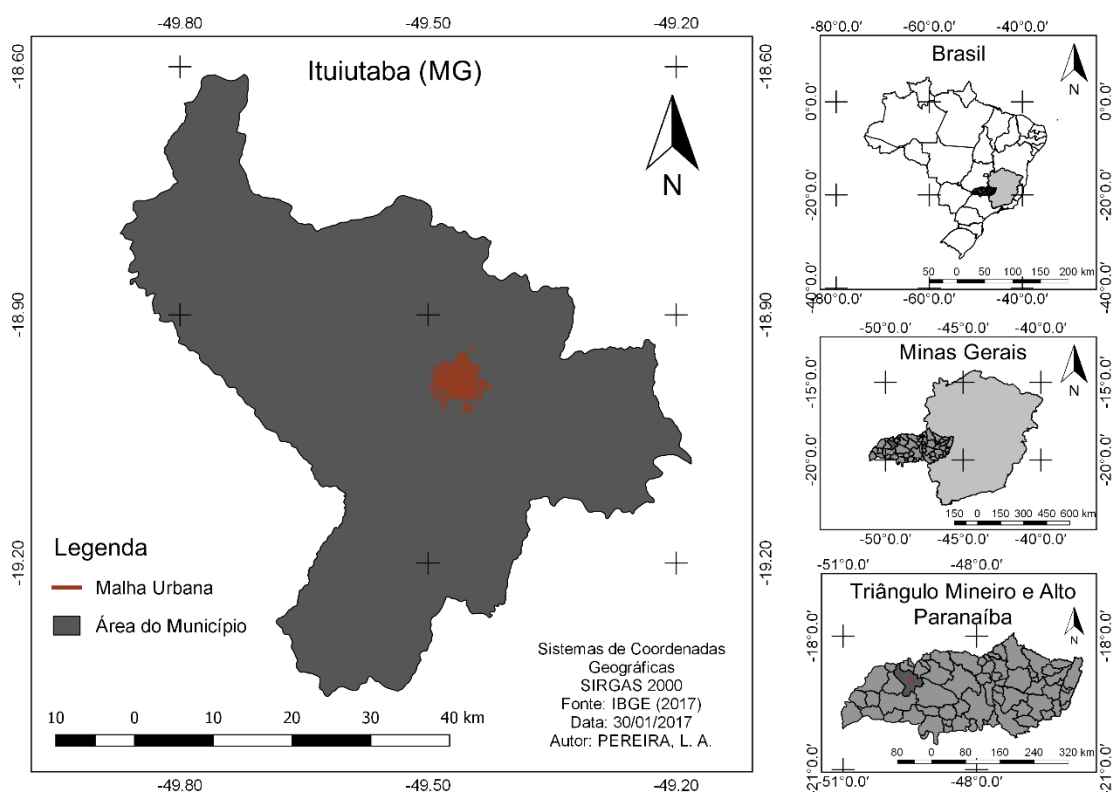 -49.80 -49.50 -49.20
-18.60 -18.60
Ituiutaba (MG)
N
-18.90 -18.90
-19.20 -19.20
Legenda
Malha Urbana
Área do Município
Sistemas de Coordenadas
Geográficas
SIRGAS 2000
Fonte: IBGE (2017)
Data: 30/01/2017
Autor: PEREIRA, L. A.
10 0 10 20 30 40 km
-49.80 -49.50 -49.20
-80°0.0' -60°0.0' -40°0.0'
Brasil
N
0°0.0' 0°0.0'
-20°0.0' -20°0.0'
-40°0.0' -40°0.0'
50 0 50 100 150 200 km
-80°0.0' -60°0.0' -40°0.0'
-50°0.0' -45°0.0' -40°0.0'
Minas Gerais
N
-15°0.0' -15°0.0'
-20°0.0' -20°0.0'
150 0 150 300 450 600 km
-50°0.0' -45°0.0' -40°0.0'
-51°0.0' -48°0.0'
Triângulo Mineiro e Alto
Paranaíba
N
-18°0.0' -18°0.0'
-21°0.0' -21°0.0'
80 0 80 160 240 320 km
-51°0.0' -48°0.0'